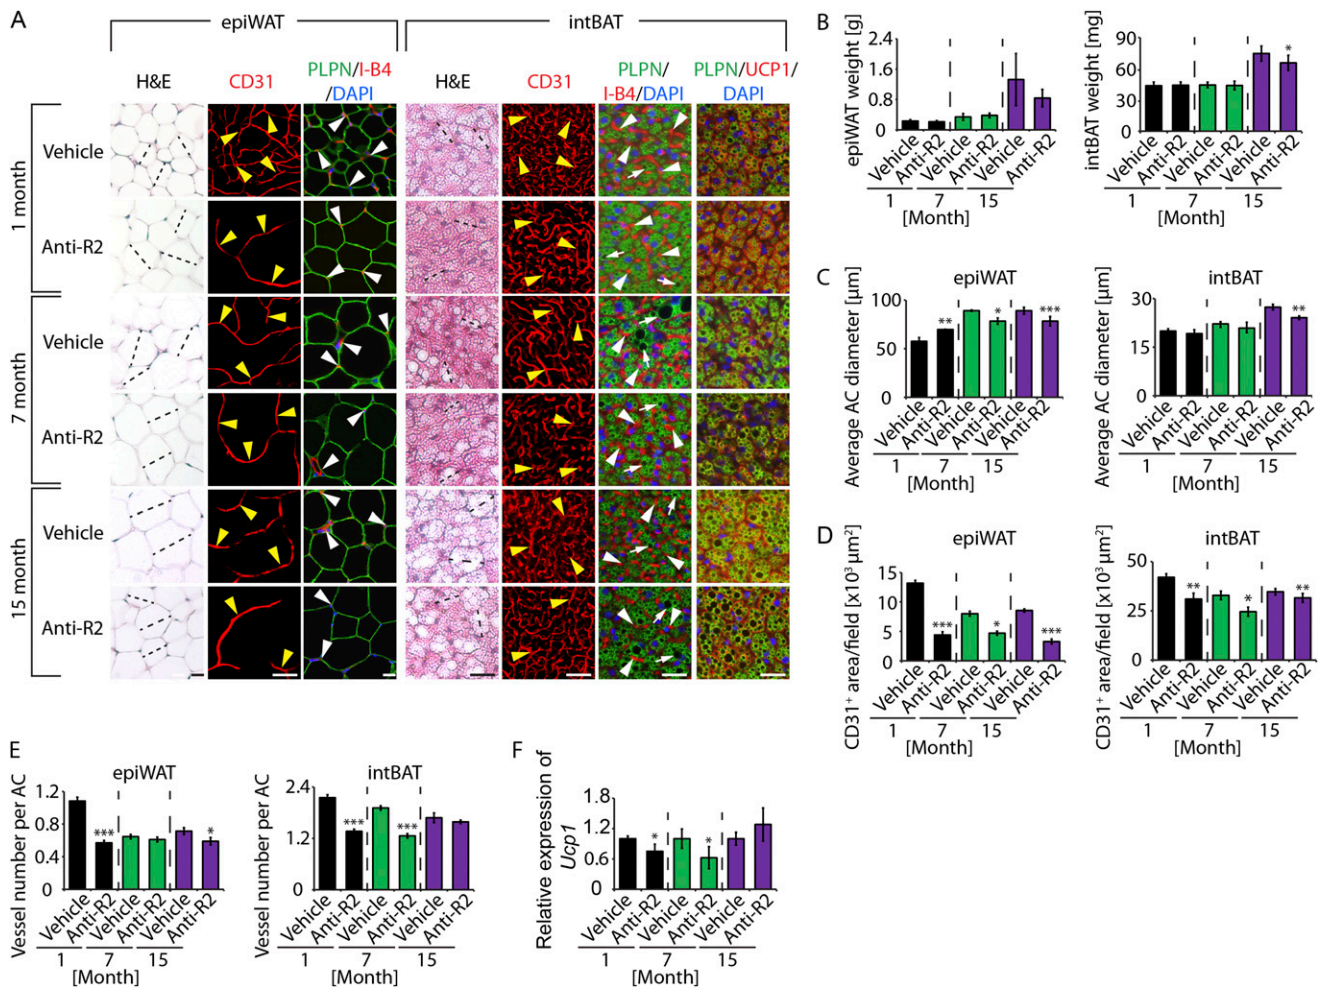 A
epiWAT
intBAT
H&E
CD31
PLPN/I-B4
/DAPI
H&E
CD31
PLPN/
I-B4/DAPI
PLPN/UCP1/
DAPI
1 month
Vehicle
Anti-R2
7 month
Vehicle
Anti-R2
15 month
Vehicle
Anti-R2
B
epiWAT weight [g]
2.4
1.6
0.8
0
Vehicle
Anti-R2
Vehicle
Anti-R2
Vehicle
Anti-R2
1 7 15
[Month]
intBAT weight [mg]
90
60
30
0
*
Vehicle
Anti-R2
Vehicle
Anti-R2
Vehicle
Anti-R2
1 7 15
[Month]
C
epiWAT
Average AC diameter [µm]
100
50
0
** * ***
Vehicle
Anti-R2
Vehicle
Anti-R2
Vehicle
Anti-R2
1 7 15
[Month]
intBAT
Average AC diameter [µm]
30
15
0
**
Vehicle
Anti-R2
Vehicle
Anti-R2
Vehicle
Anti-R2
1 7 15
[Month]
D
epiWAT
CD31⁺ area/field [x10³ µm²]
15
10
5
0
*** * ***
Vehicle
Anti-R2
Vehicle
Anti-R2
Vehicle
Anti-R2
1 7 15
[Month]
intBAT
CD31⁺ area/field [x10³ µm²]
50
25
0
** * **
Vehicle
Anti-R2
Vehicle
Anti-R2
Vehicle
Anti-R2
1 7 15
[Month]
E
epiWAT
Vessel number per AC
1.2
0.8
0.4
0
*** *
Vehicle
Anti-R2
Vehicle
Anti-R2
Vehicle
Anti-R2
1 7 15
[Month]
intBAT
Vessel number per AC
2.4
1.2
0
*** ***
Vehicle
Anti-R2
Vehicle
Anti-R2
Vehicle
Anti-R2
1 7 15
[Month]
F
Relative expression of
Ucp1
1.8
1.2
0.6
0
* *
Vehicle
Anti-R2
Vehicle
Anti-R2
Vehicle
Anti-R2
1 7 15
[Month]